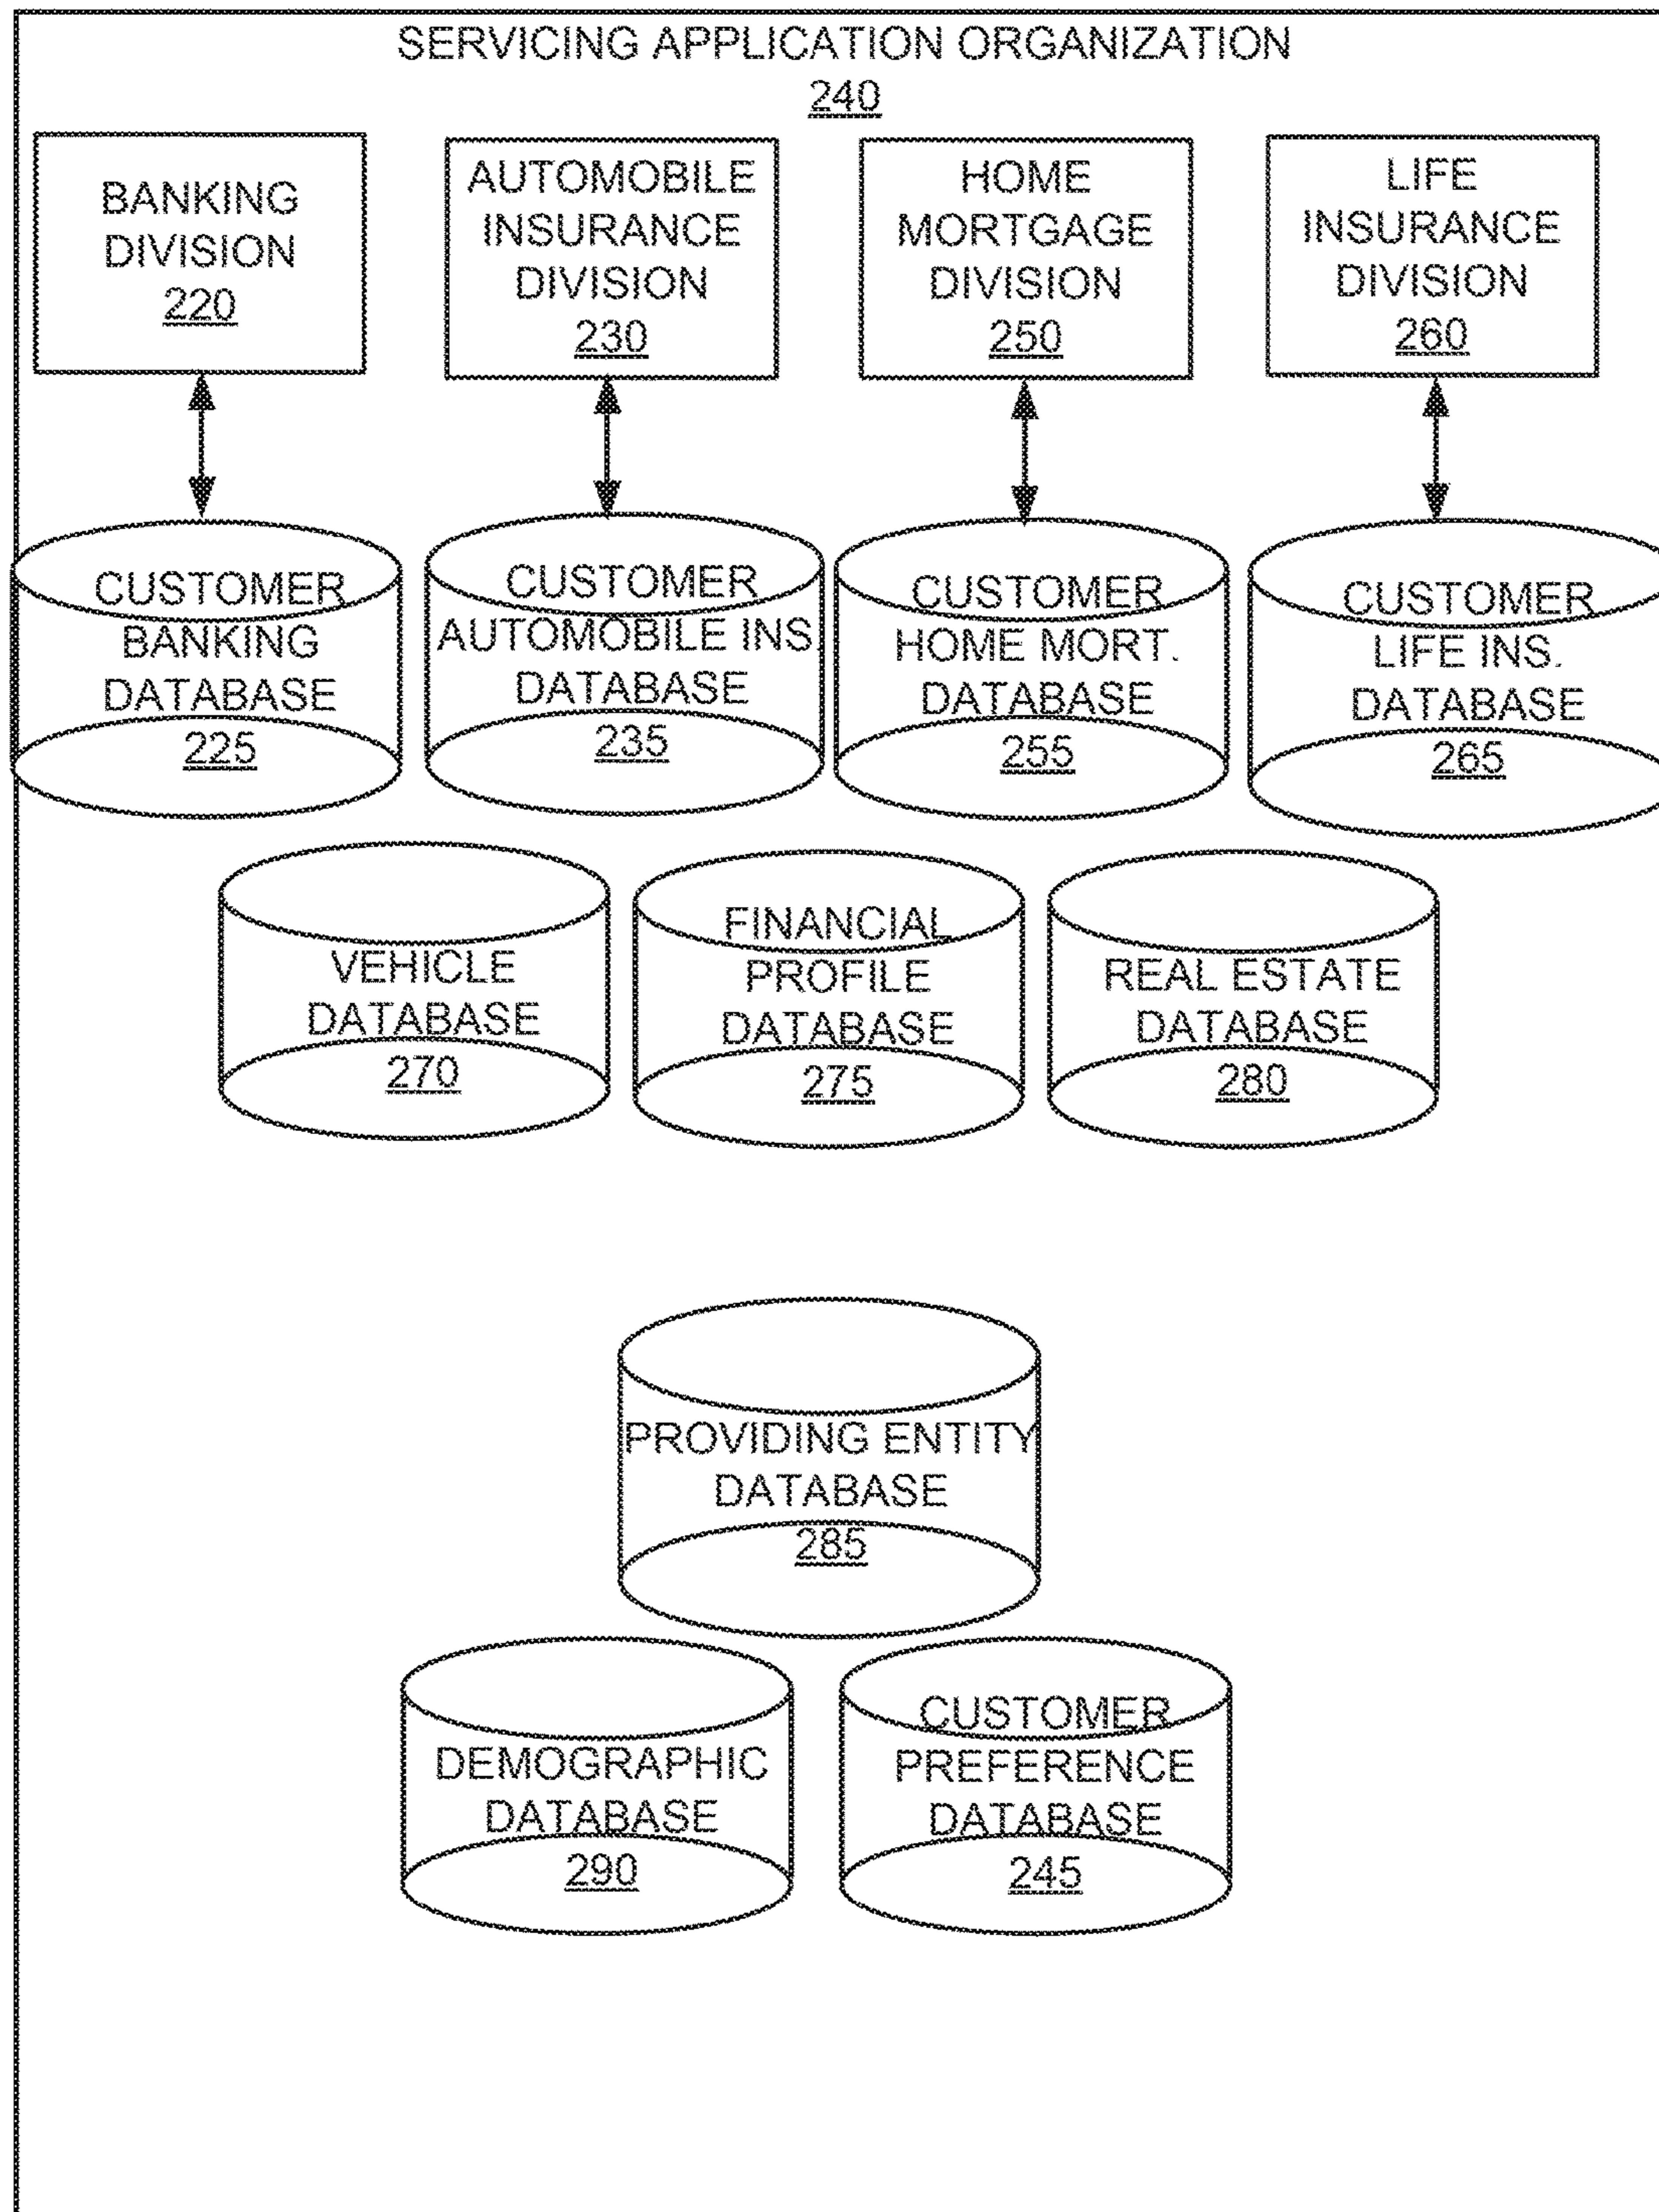 SERVICING APPLICATION ORGANIZATION
240
BANKING
DIVISION
220
AUTOMOBILE
INSURANCE
DIVISION
230
HOME
MORTGAGE
DIVISION
250
LIFE
INSURANCE
DIVISION
260
CUSTOMER
BANKING
DATABASE
225
CUSTOMER
AUTOMOBILE INS.
DATABASE
235
CUSTOMER
HOME MORT.
DATABASE
255
CUSTOMER
LIFE INS.
DATABASE
265
VEHICLE
DATABASE
270
FINANCIAL
PROFILE
DATABASE
275
REAL ESTATE
DATABASE
280
PROVIDING ENTITY
DATABASE
285
DEMOGRAPHIC
DATABASE
290
CUSTOMER
PREFERENCE
DATABASE
245